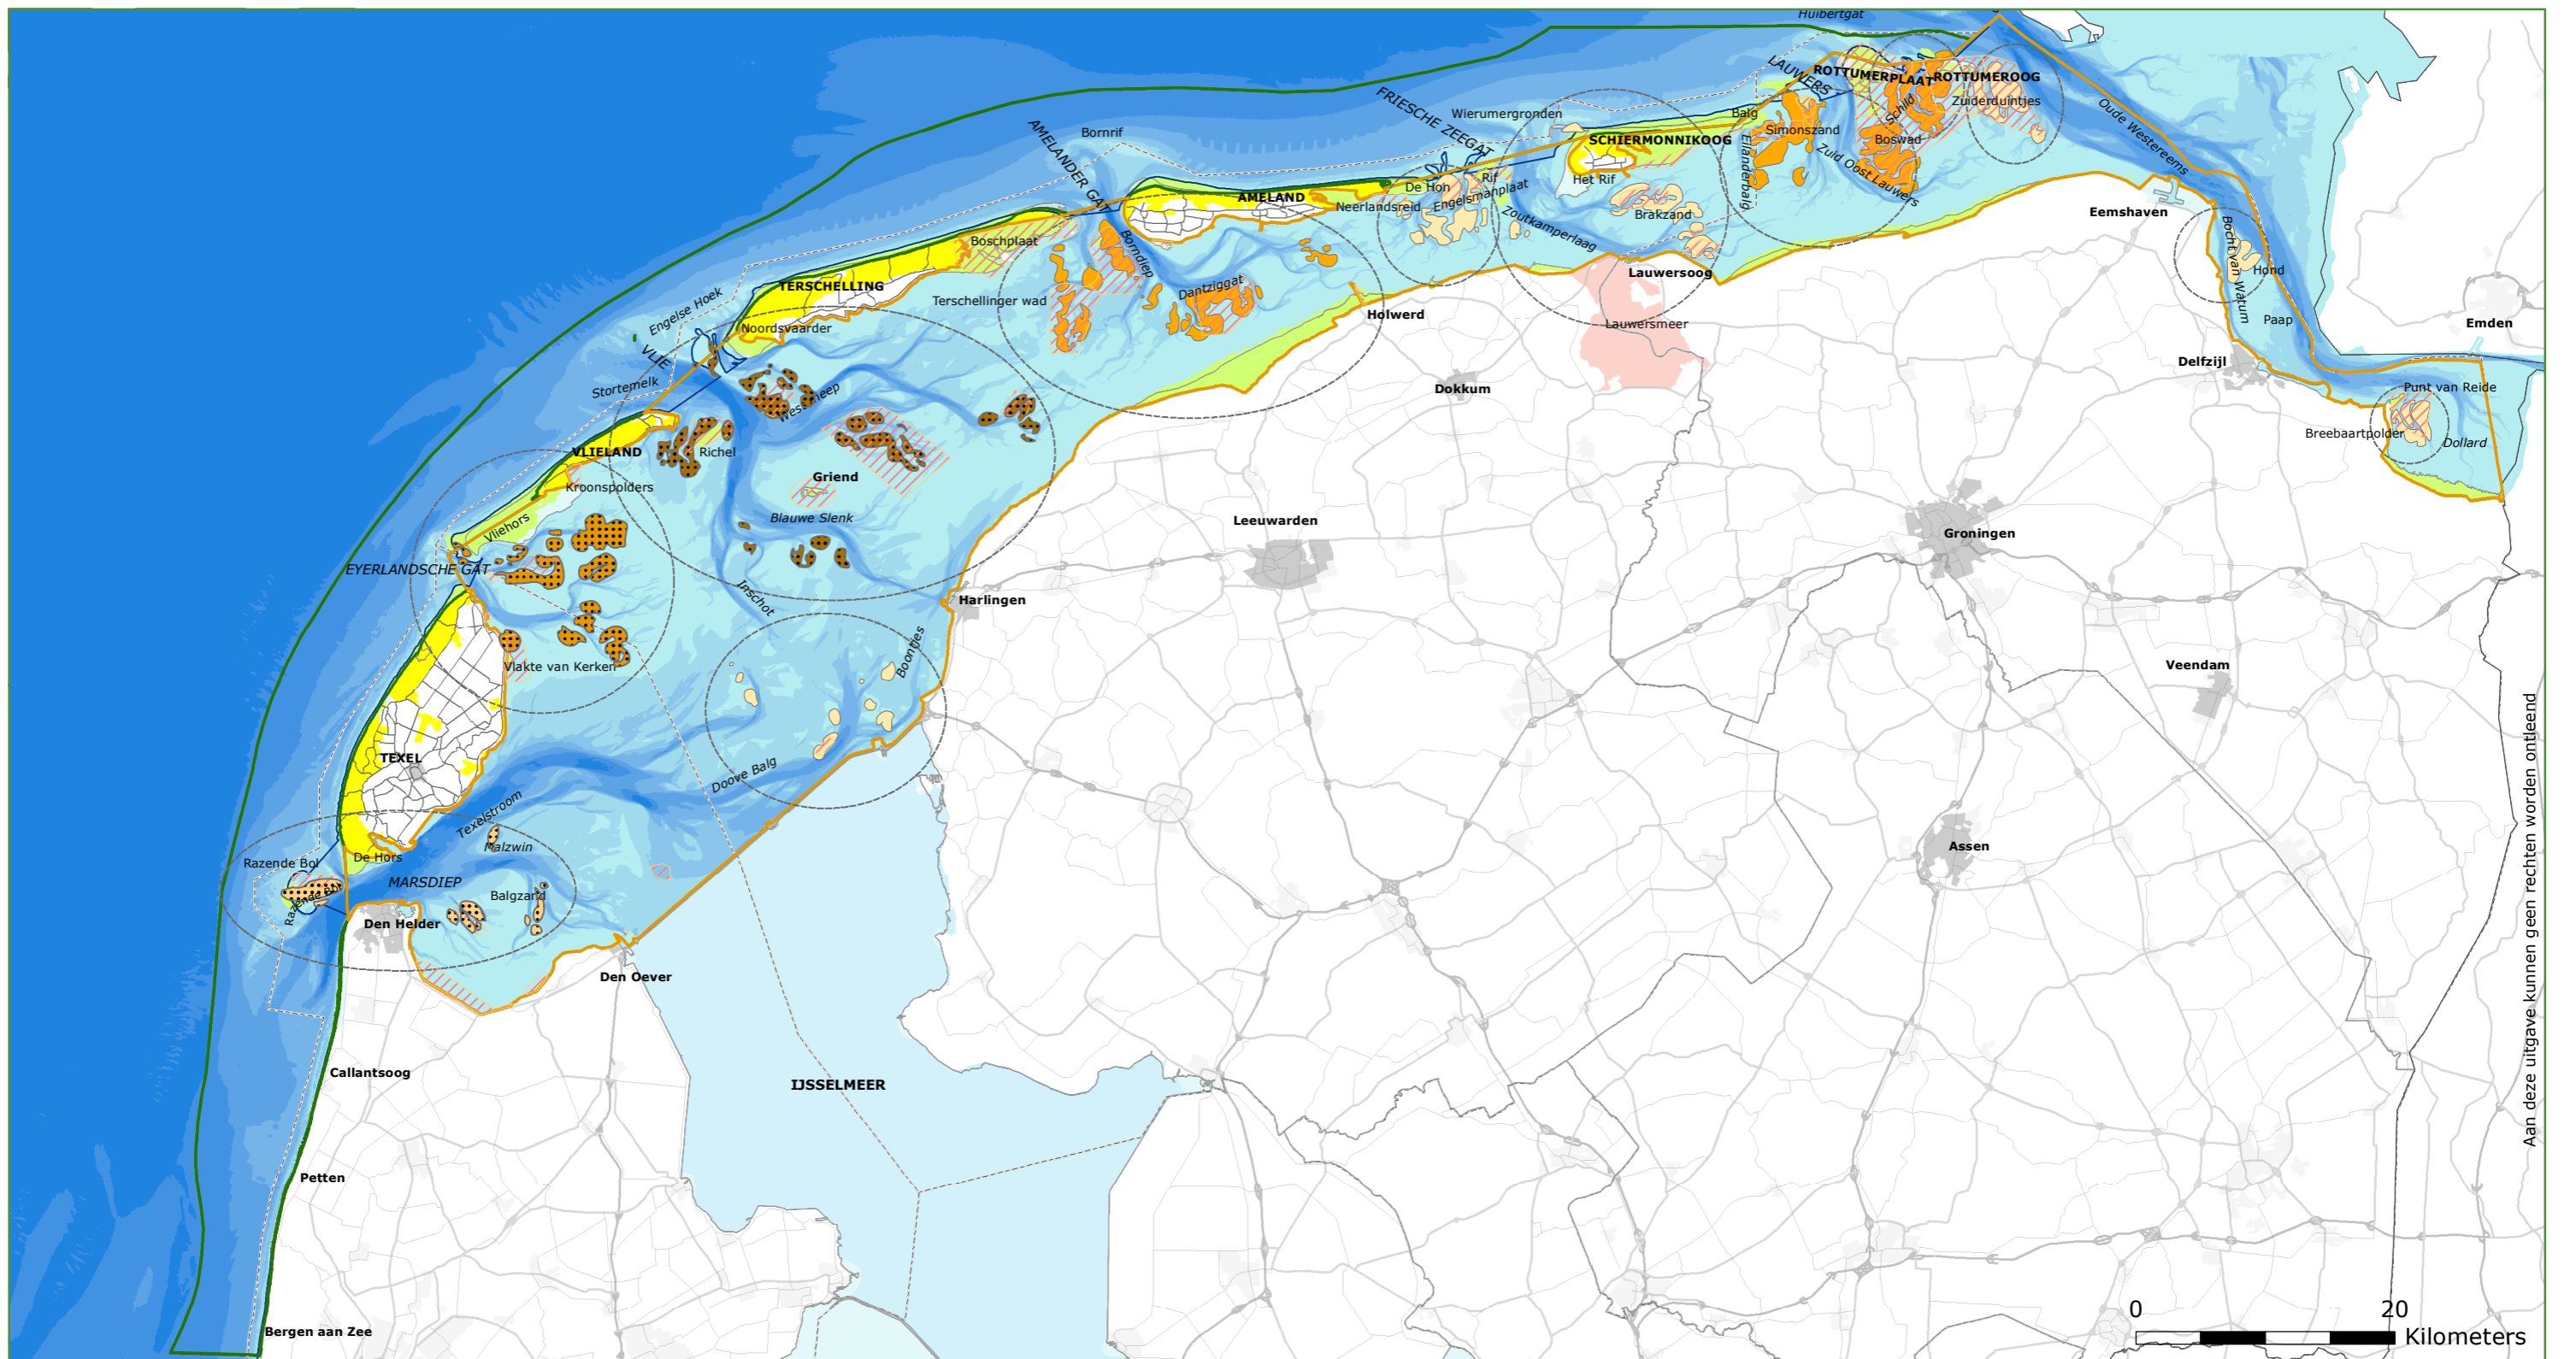 Huibertgat
LAUWERS
ROTTUMERPLAAT
ROTTUMEROOG
Zuiderduintjes
Schild
Boswad
Simonszand
Balg
Eilanderbalg
Zuid Oost Lauwers
Oude Westereems
FRIESCHE ZEEGAT
Wierumergronden
SCHIERMONNIKOOG
Het Rif
Rif
De Hon
Engelsmanplaat
Neerlandsreid
Brakzand
Zoutkamperlaag
Bornrif
AMELANDER GAT
AMELAND
Borndiep
Dantziggat
Boschplaat
TERSCHELLING
Terschellinger wad
Engelse Hoek
Noordsvaarder
VLIE
Stortemelk
Holwerd
Lauwersoog
Lauwersmeer
Dokkum
Eemshaven
Bocht van Watum
Hond
Paap
Emden
Delfzijl
Punt van Reide
Breebaartpolder
Dollard
VLIELAND
Richel
Kroonspolders
Griend
Vliehors
Blauwe Slenk
EYERLANDSCHE GAT
Inschot
Leeuwarden
Groningen
Harlingen
Boontjes
Vlakte van Kerken
Veendam
TEXEL
Doove Balg
Texelstroom
Malzwin
Razende Bol
De Hors
MARSDIEP
Balgzand
Den Helder
Den Oever
Assen
Callantsoog
IJSSELMEER
Petten
Bergen aan Zee
0
20
Kilometers
Aan deze uitgave kunnen geen rechten worden ontleend